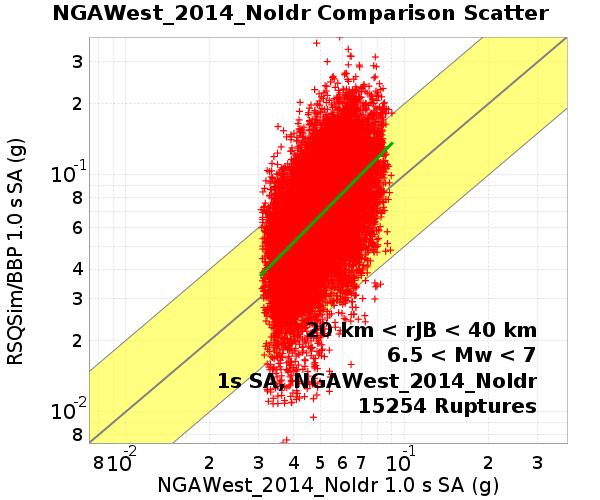 NGAWest_2014_NoIdr Comparison Scatter
RSQSim/BBP 1.0 s SA (g)
3
2
10-1
8
6
4
3
2
10-2
8
20 km < rJB < 40 km
6.5 < Mw < 7
1s SA, NGAWest_2014_NoIdr
15254 Ruptures
8 10-2 2 3 4 5 6 7 10-1 2 3
NGAWest_2014_NoIdr 1.0 s SA (g)